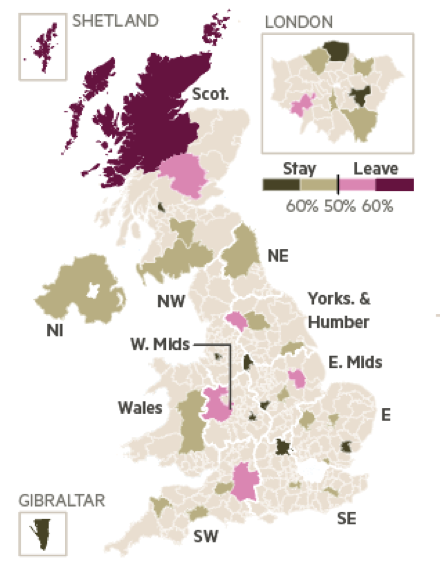 SHETLAND
LONDON
Scot.
Stay Leave
60% 50% 60%
NE
NW
Yorks. &
Humber
NI
W. Mids
E. Mids
Wales
E
GIBRALTAR
SE
SW